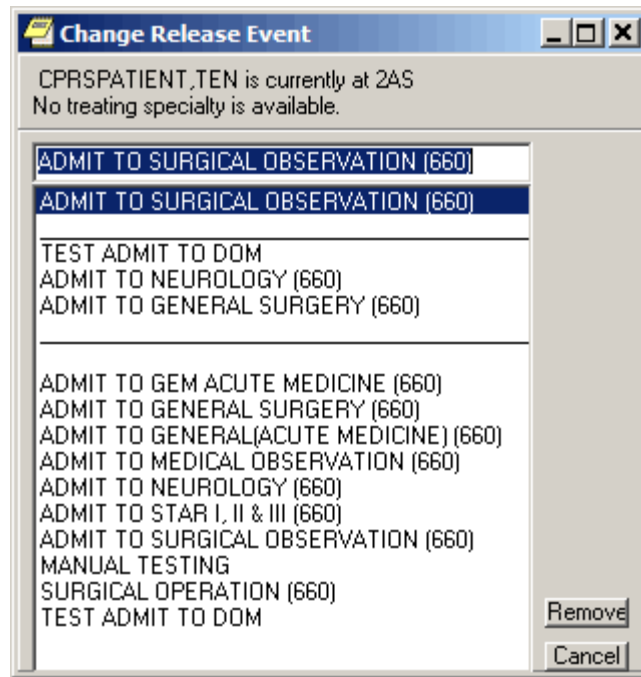 Change Release Event
CPRSPATIENT,TEN is currently at 2AS
No treating specialty is available.
ADMIT TO SURGICAL OBSERVATION (660)
ADMIT TO SURGICAL OBSERVATION (660)
TEST ADMIT TO DOM
ADMIT TO NEUROLOGY (660)
ADMIT TO GENERAL SURGERY (660)
ADMIT TO GEM ACUTE MEDICINE (660)
ADMIT TO GENERAL SURGERY (660)
ADMIT TO GENERAL(ACUTE MEDICINE) (660)
ADMIT TO MEDICAL OBSERVATION (660)
ADMIT TO NEUROLOGY (660)
ADMIT TO STAR I, II & III (660)
ADMIT TO SURGICAL OBSERVATION (660)
MANUAL TESTING
SURGICAL OPERATION (660)
TEST ADMIT TO DOM
Remove
Cancel